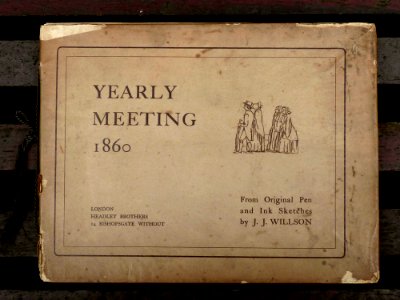 YEARLY
MEETING
1860
From Original Pen
and Ink Sketches
by J. J. WILLSON
LONDON
HEADLEY BROTHERS
14 BISHOPSGATE WITHOUT